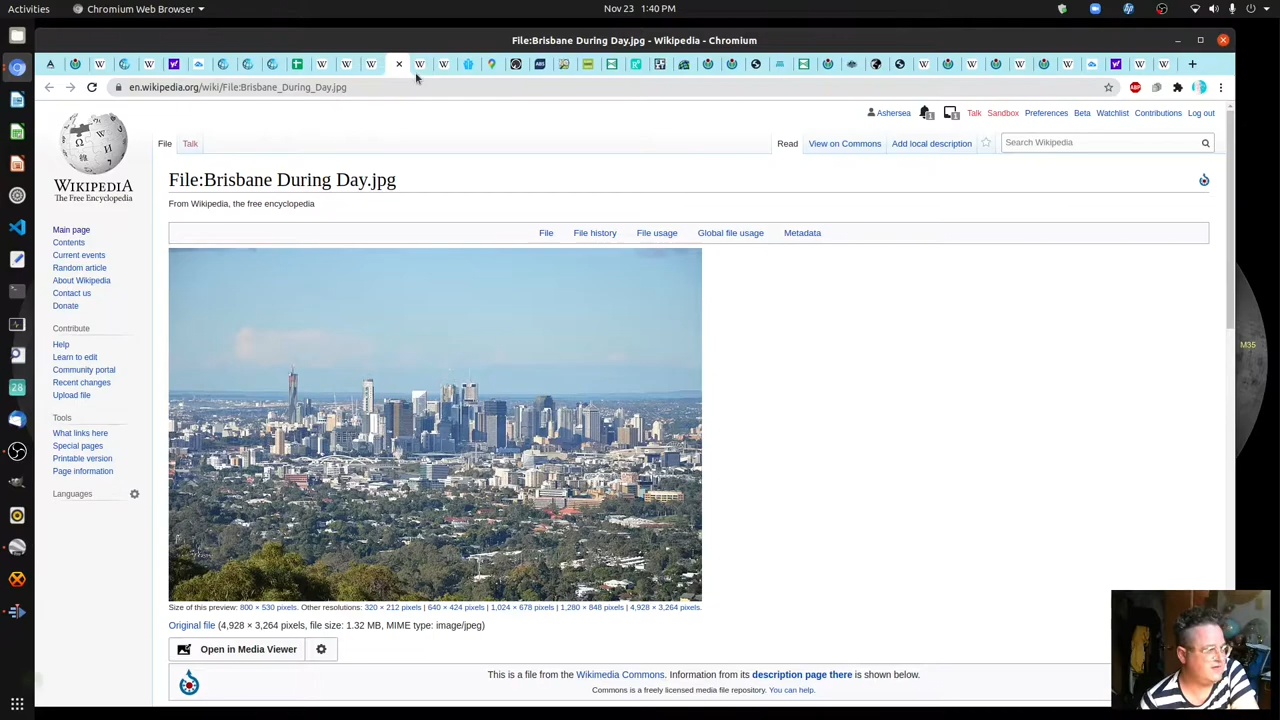 Activities
Chromium Web Browser
Nov 23 1:40 PM
File:Brisbane During Day.jpg - Wikipedia - Chromium
en.wikipedia.org/wiki/File:Brisbane_During_Day.jpg
Ashersea
1
1
Talk
Sandbox
Preferences
Beta
Watchlist
Contributions
Log out
File
Talk
Read
View on Commons
Add local description
Search Wikipedia
WIKIPEDIA
The Free Encyclopedia
Main page
Contents
Current events
Random article
About Wikipedia
Contact us
Donate
Contribute
Help
Learn to edit
Community portal
Recent changes
Upload file
Tools
What links here
Special pages
Printable version
Page information
Languages
File:Brisbane During Day.jpg
From Wikipedia, the free encyclopedia
File
File history
File usage
Global file usage
Metadata
Size of this preview: 800 × 530 pixels. Other resolutions: 320 × 212 pixels | 640 × 424 pixels | 1,024 × 678 pixels | 1,280 × 848 pixels | 4,928 × 3,264 pixels.
Original file (4,928 × 3,264 pixels, file size: 1.32 MB, MIME type: image/jpeg)
Open in Media Viewer
This is a file from the Wikimedia Commons. Information from its description page there is shown below.
Commons is a freely licensed media file repository. You can help.
M35
28